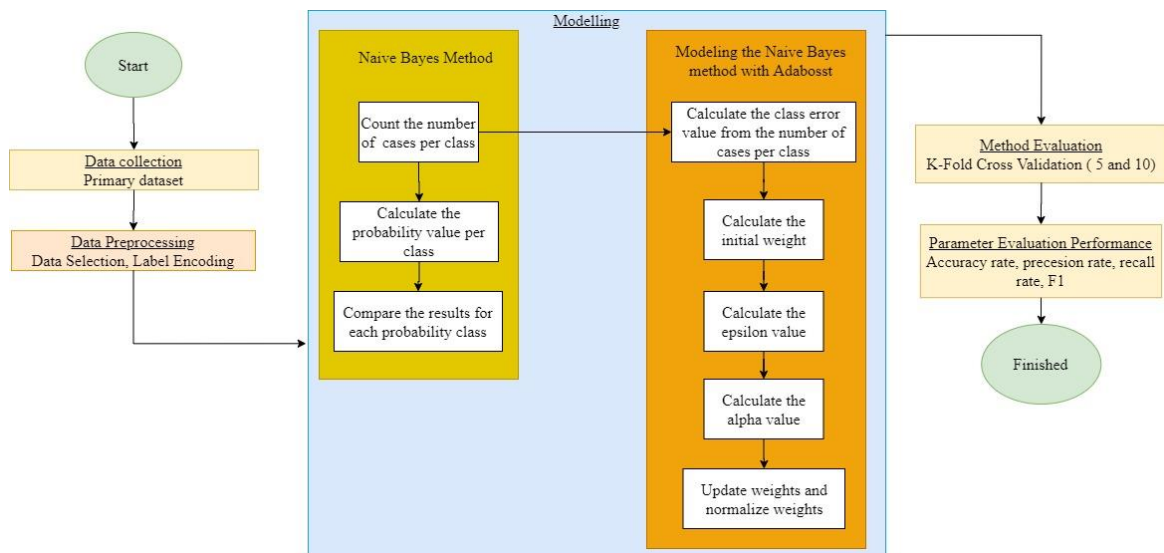 Start
Data collection
Primary dataset
Data Preprocessing
Data Selection, Label Encoding
Modelling
Naive Bayes Method
Count the number
of cases per class
Calculate the
probability value per
class
Compare the results for
each probability class
Modeling the Naive Bayes
method with Adabosst
Calculate the class error
value from the number of
cases per class
Calculate the
initial weight
Calculate the
epsilon value
Calculate the
alpha value
Update weights and
normalize weights
Method Evaluation
K-Fold Cross Validation ( 5 and 10)
Parameter Evaluation Performance
Accuracy rate, precesion rate, recall
rate, F1
Finished